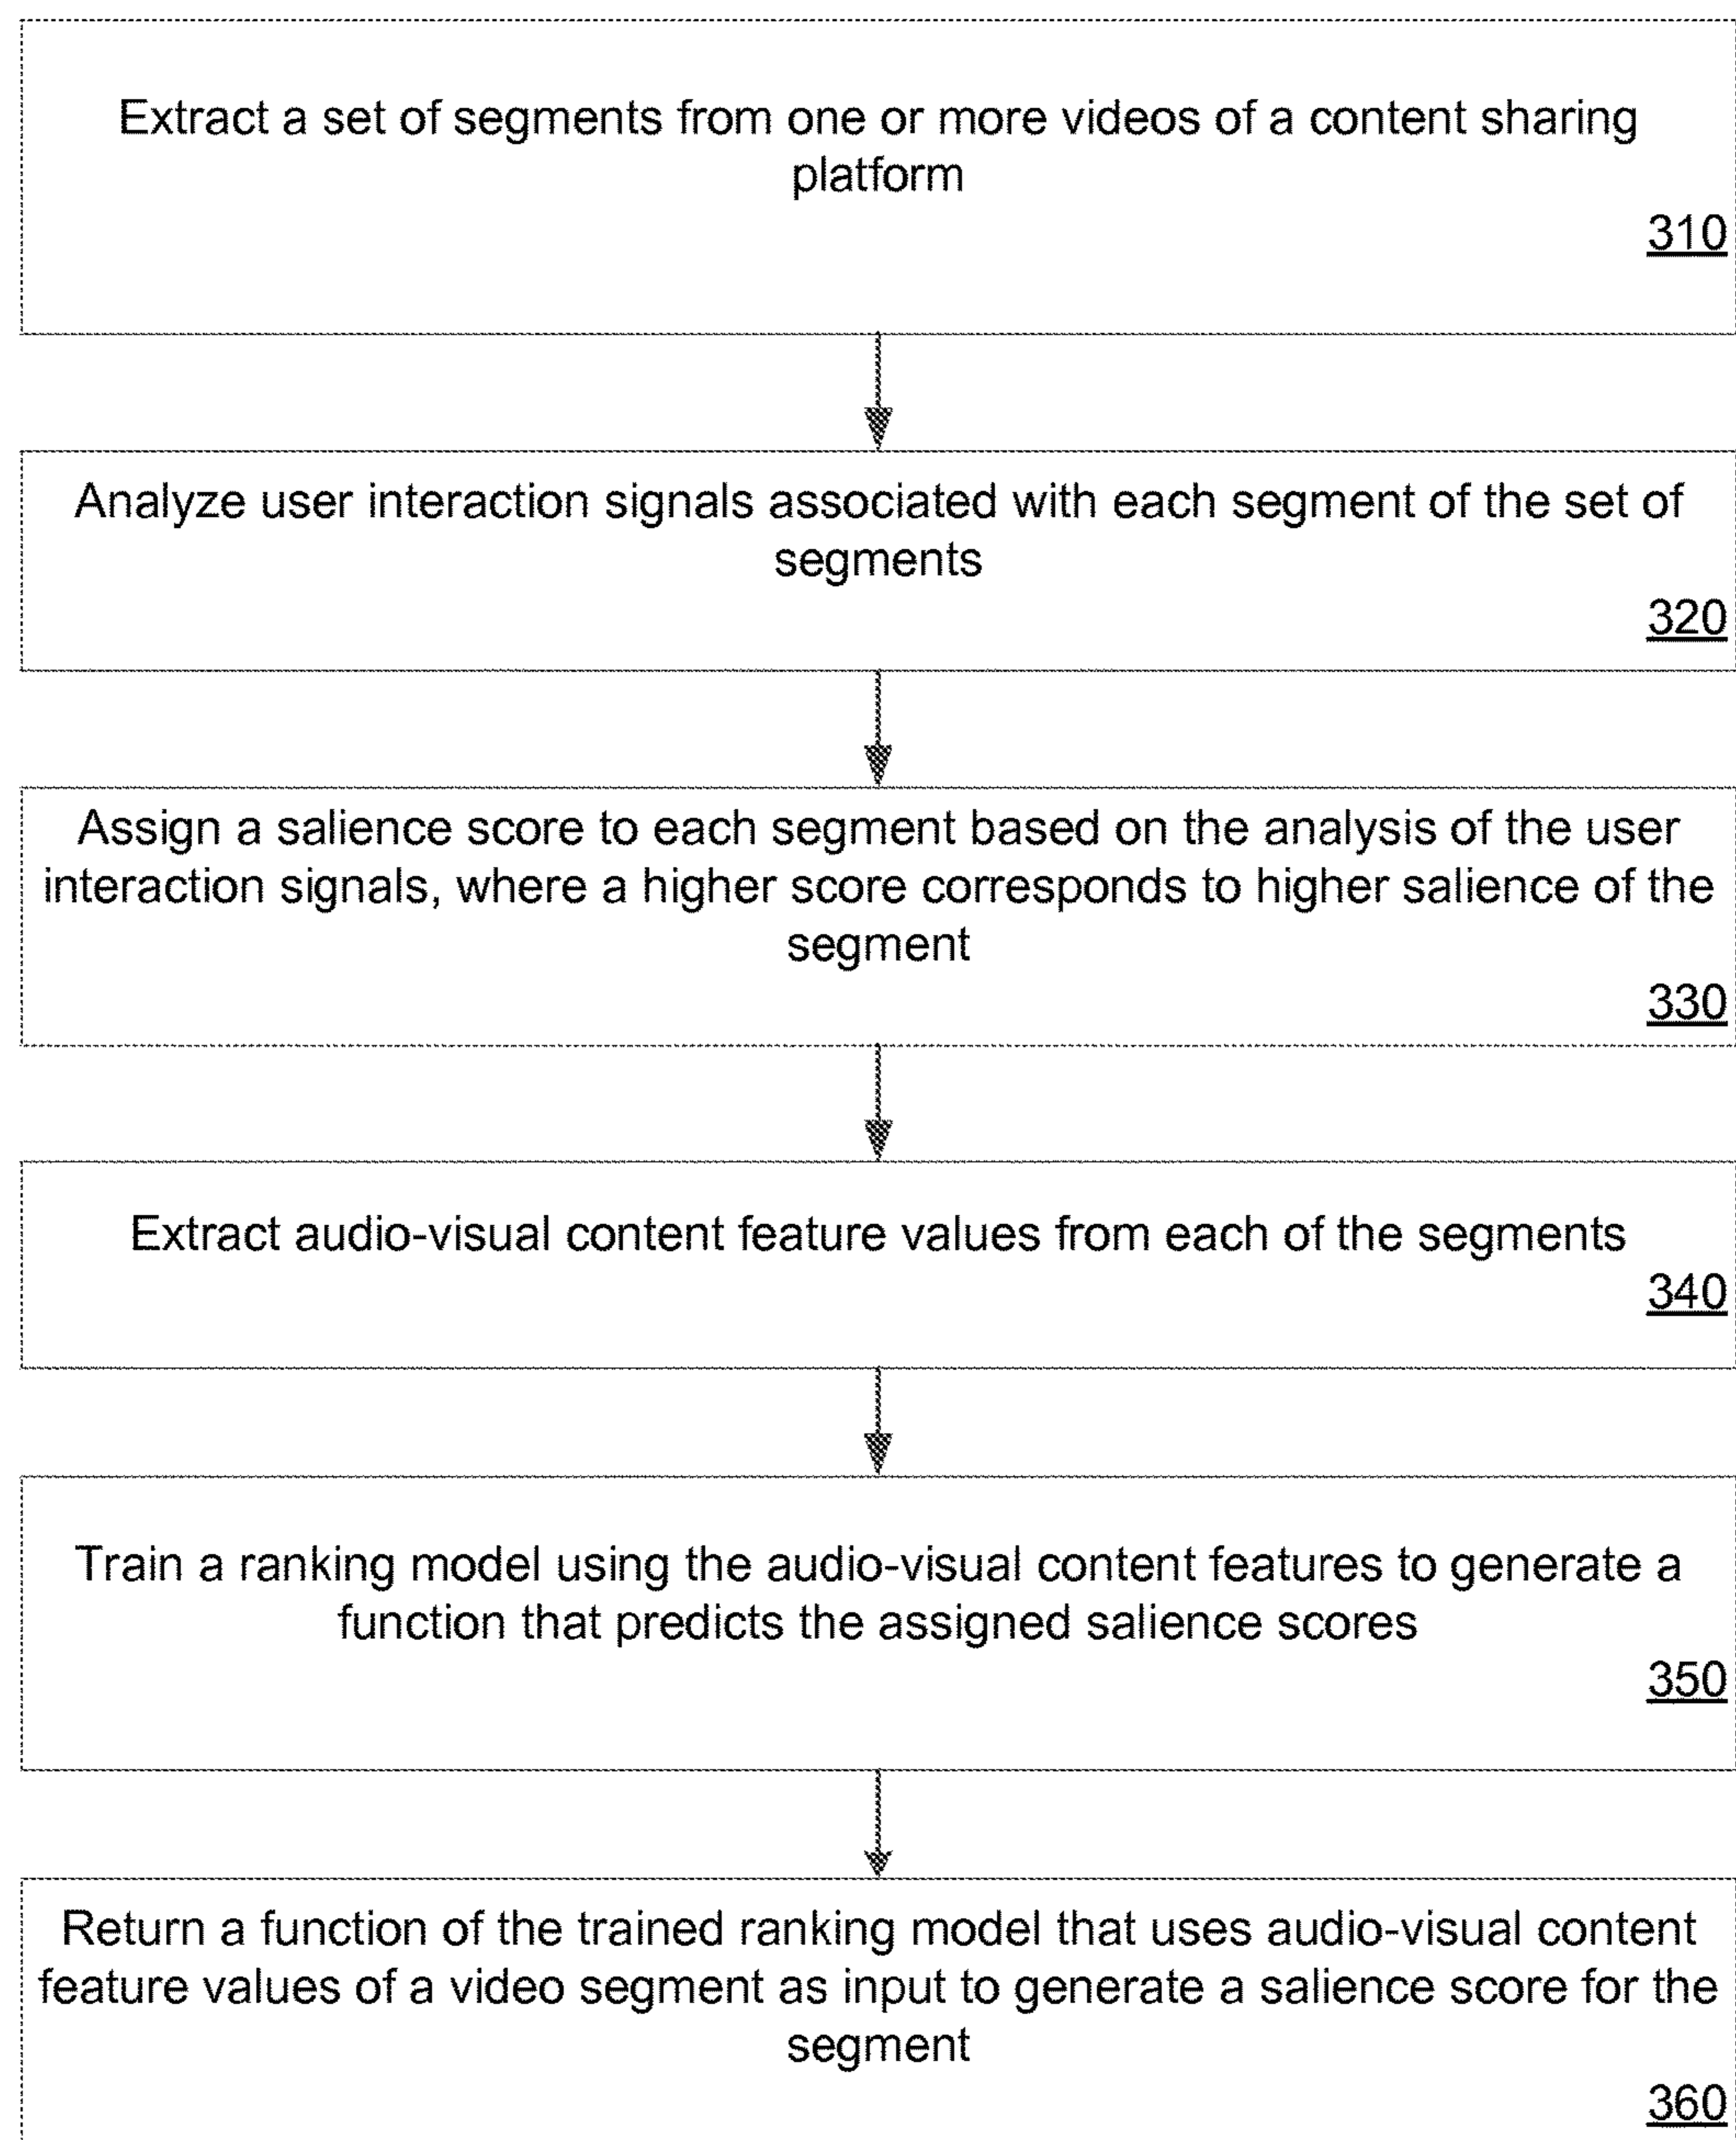 Extract a set of segments from one or more videos of a content sharing
platform
310
Analyze user interaction signals associated with each segment of the set of
segments
320
Assign a salience score to each segment based on the analysis of the user
interaction signals, where a higher score corresponds to higher salience of the
segment
330
Extract audio-visual content feature values from each of the segments
340
Train a ranking model using the audio-visual content features to generate a
function that predicts the assigned salience scores
350
Return a function of the trained ranking model that uses audio-visual content
feature values of a video segment as input to generate a salience score for the
segment
360